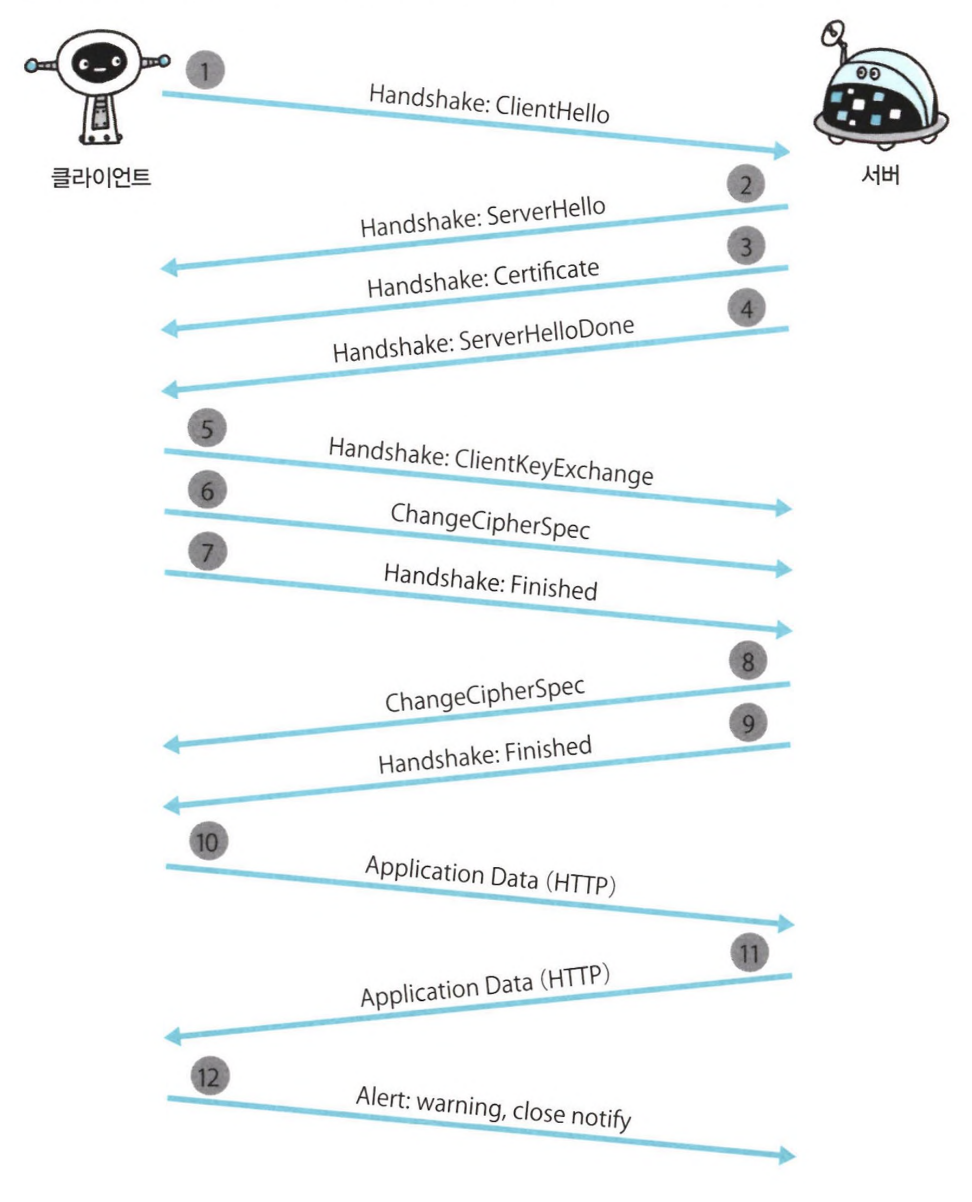 1
Handshake: ClientHello
클라이언트
서버
2
Handshake: ServerHello
3
Handshake: Certificate
4
Handshake: ServerHelloDone
5
Handshake: ClientKeyExchange
6
ChangeCipherSpec
7
Handshake: Finished
8
ChangeCipherSpec
9
Handshake: Finished
10
Application Data (HTTP)
11
Application Data (HTTP)
12
Alert: warning, close notify